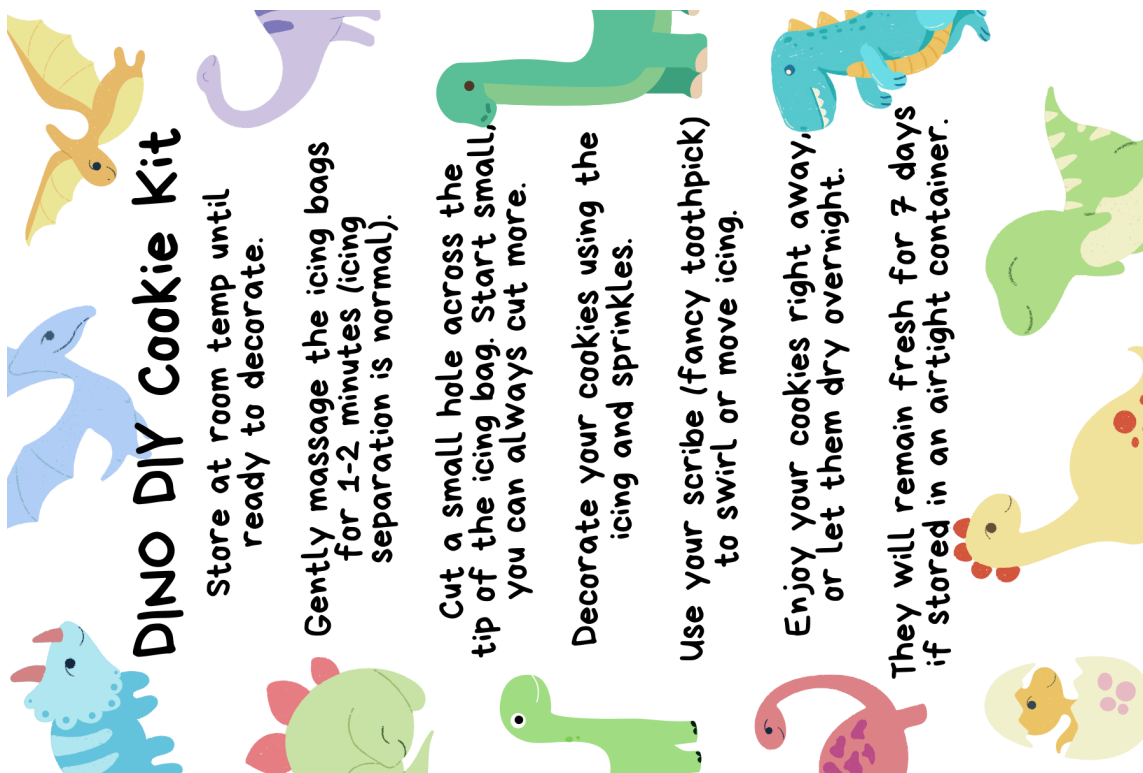 DINO DIY Cookie Kit
Store at room temp until
ready to decorate.
Gently massage the icing bags
for 1-2 minutes (icing
separation is normal).
Cut a small hole across the
tip of the icing bag. Start small,
you can always cut more.
Decorate your cookies using the
icing and sprinkles.
Use your scribe (fancy toothpick)
to swirl or move icing.
Enjoy your cookies right away,
or let them dry overnight.
They will remain fresh for 7 days
if stored in an airtight container.